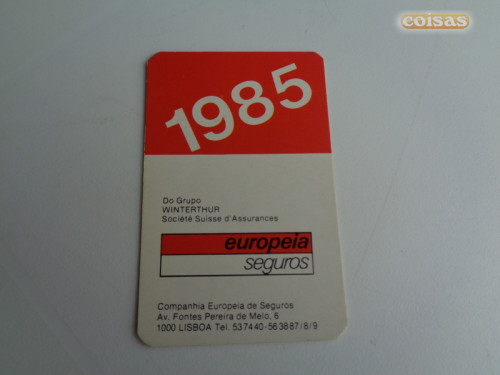 coisas
1985
Do Grupo
WINTERTHUR
Société Suisse d'Assurances
europeia
seguros
Companhia Europeia de Seguros
Av. Fontes Pereira de Melo, 6
1000 LISBOA Tel. 537440-563887/8/9